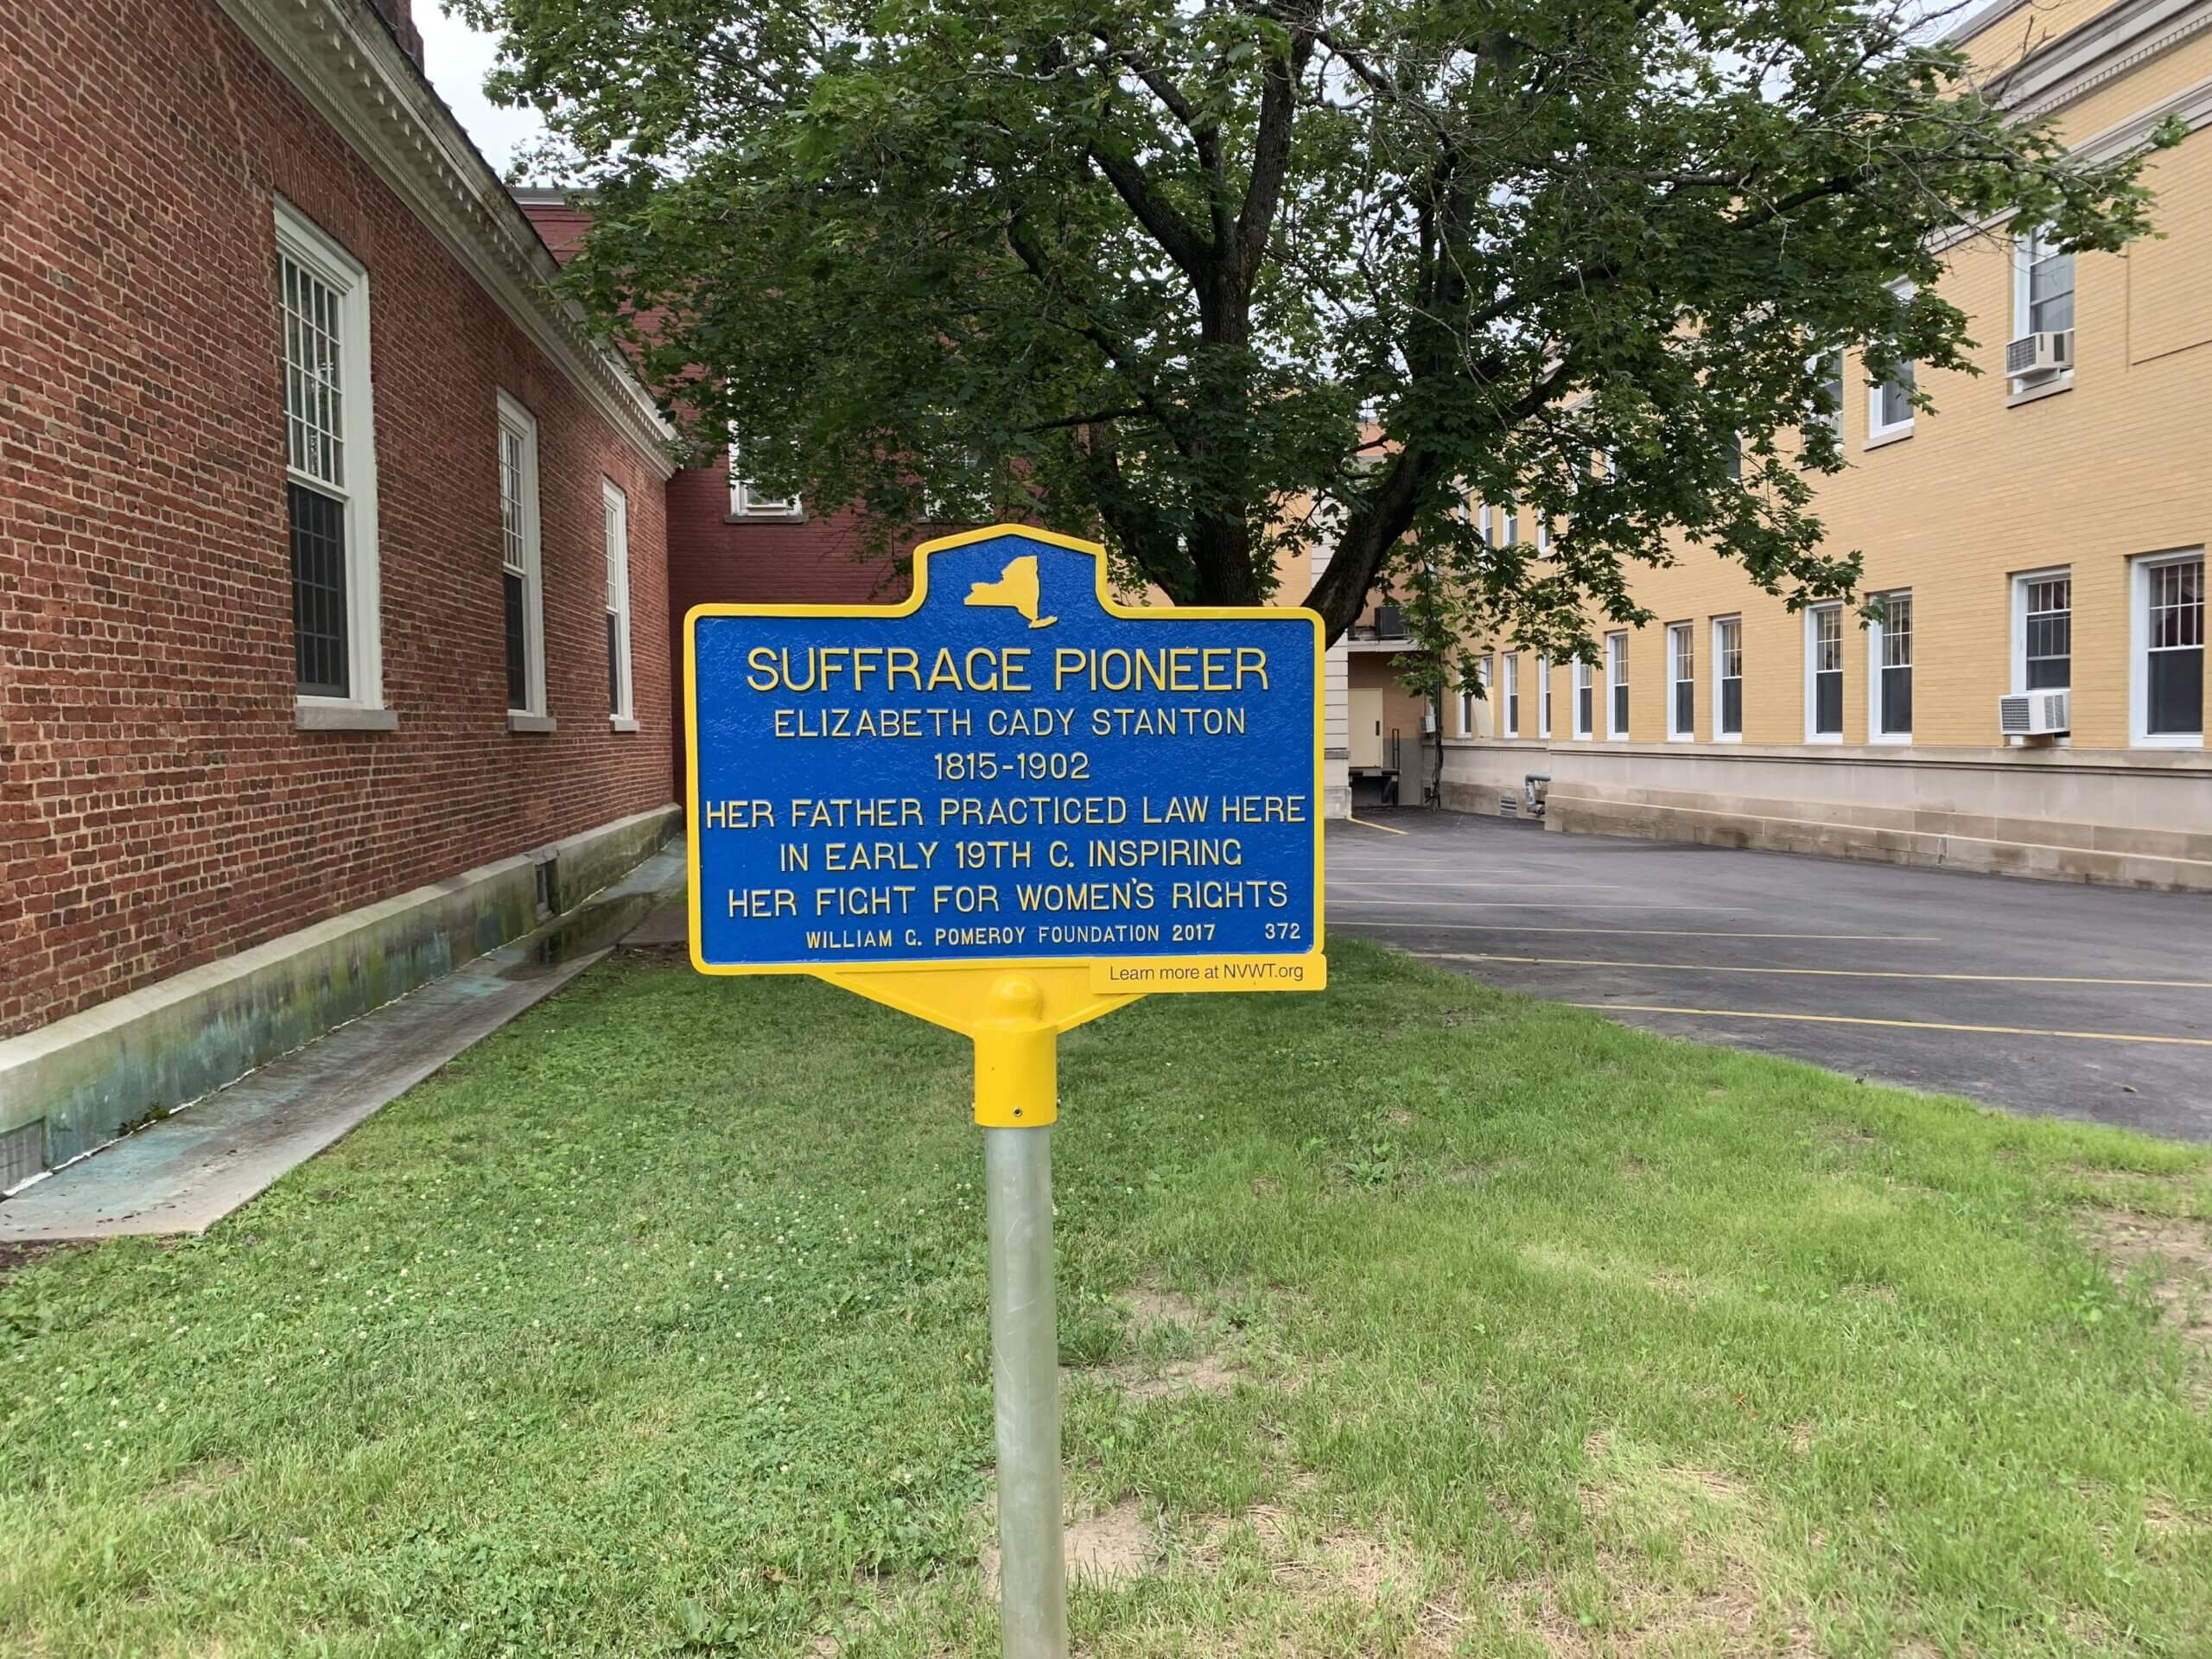 SUFFRAGE PIONEER
ELIZABETH CADY STANTON
1815-1902
HER FATHER PRACTICED LAW HERE
IN EARLY 19TH C. INSPIRING
HER FIGHT FOR WOMEN'S RIGHTS
WILLIAM G. POMEROY FOUNDATION 2017 372
Learn more at NVWT.org